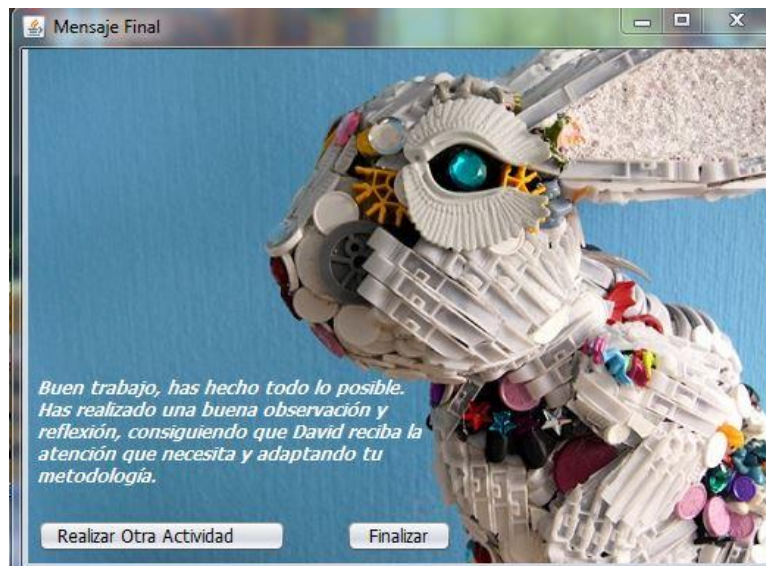 Mensaje Final
Buen trabajo, has hecho todo lo posible.
Has realizado una buena observación y
reflexión, consiguiendo que David reciba la
atención que necesita y adaptando tu
metodología.
Realizar Otra Actividad
Finalizar